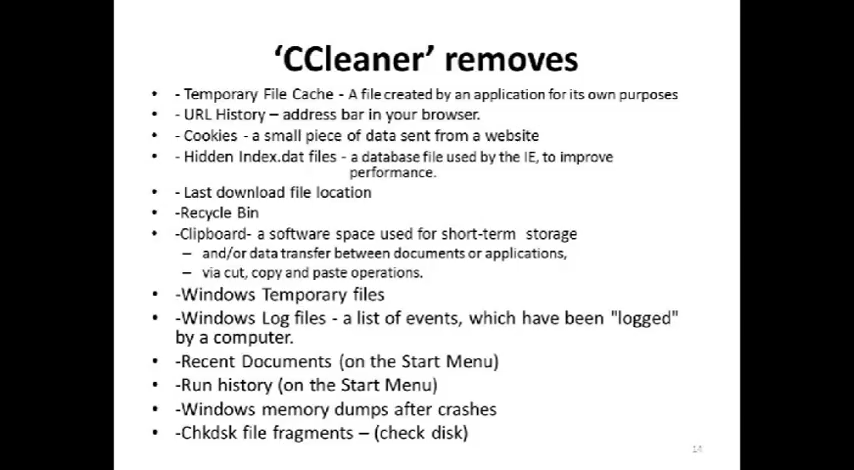 ‘CCleaner’ removes
• - Temporary File Cache - A file created by an application for its own purposes
• - URL History – address bar in your browser.
• - Cookies - a small piece of data sent from a website
• - Hidden Index.dat files - a database file used by the IE, to improve
performance.
• - Last download file location
• -Recycle Bin
• -Clipboard- a software space used for short-term storage
– and/or data transfer between documents or applications,
– via cut, copy and paste operations.
• -Windows Temporary files
• -Windows Log files - a list of events, which have been "logged"
by a computer.
• -Recent Documents (on the Start Menu)
• -Run history (on the Start Menu)
• -Windows memory dumps after crashes
• -Chkdsk file fragments – (check disk)
14